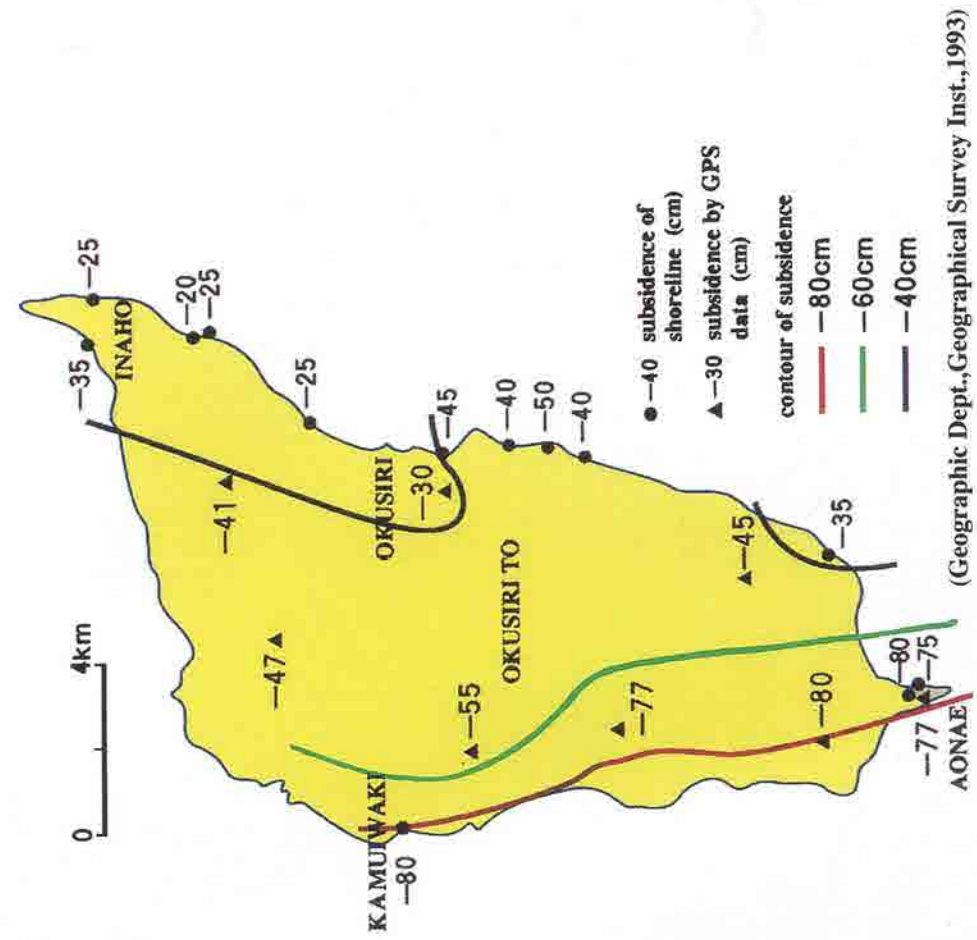 0
4km
INAHO
−35
−25
−20
−25
−25
−41
−47
OKUSIRI
−30
−45
−40
−50
−40
OKUSIRI TO
−55
KAMUIWAKI
−80
−77
−45
−35
−80
−80
−75
−77
AONAE
−40 subsidence of
shoreline (cm)
−30 subsidence by GPS
data (cm)
contour of subsidence
−80cm
−60cm
−40cm
(Geographic Dept.,Geographical Survey Inst.,1993)